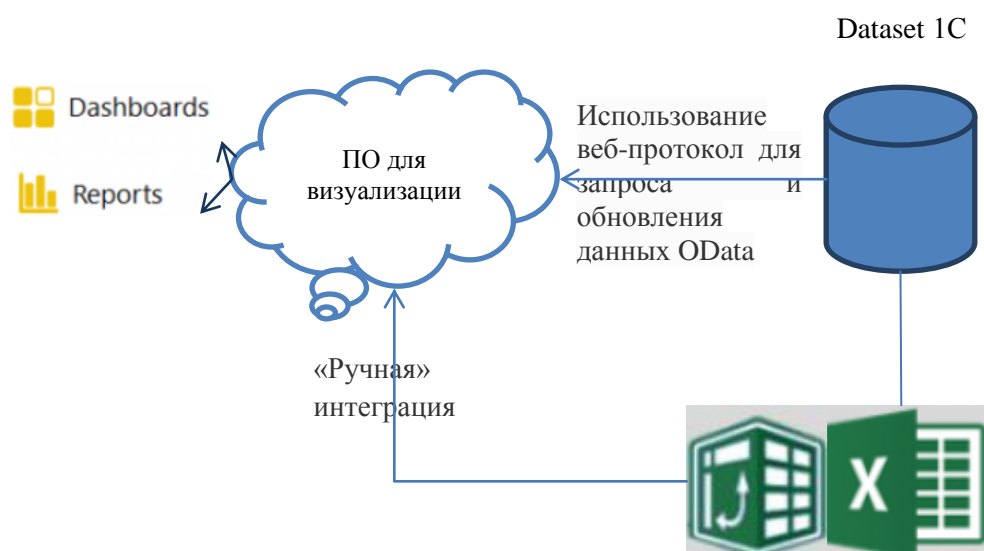 Dataset 1C
Dashboards
Reports
ПО для
визуализации
Использование
веб-протокол для
запроса и
обновления
данных OData
«Ручная»
интеграция
X